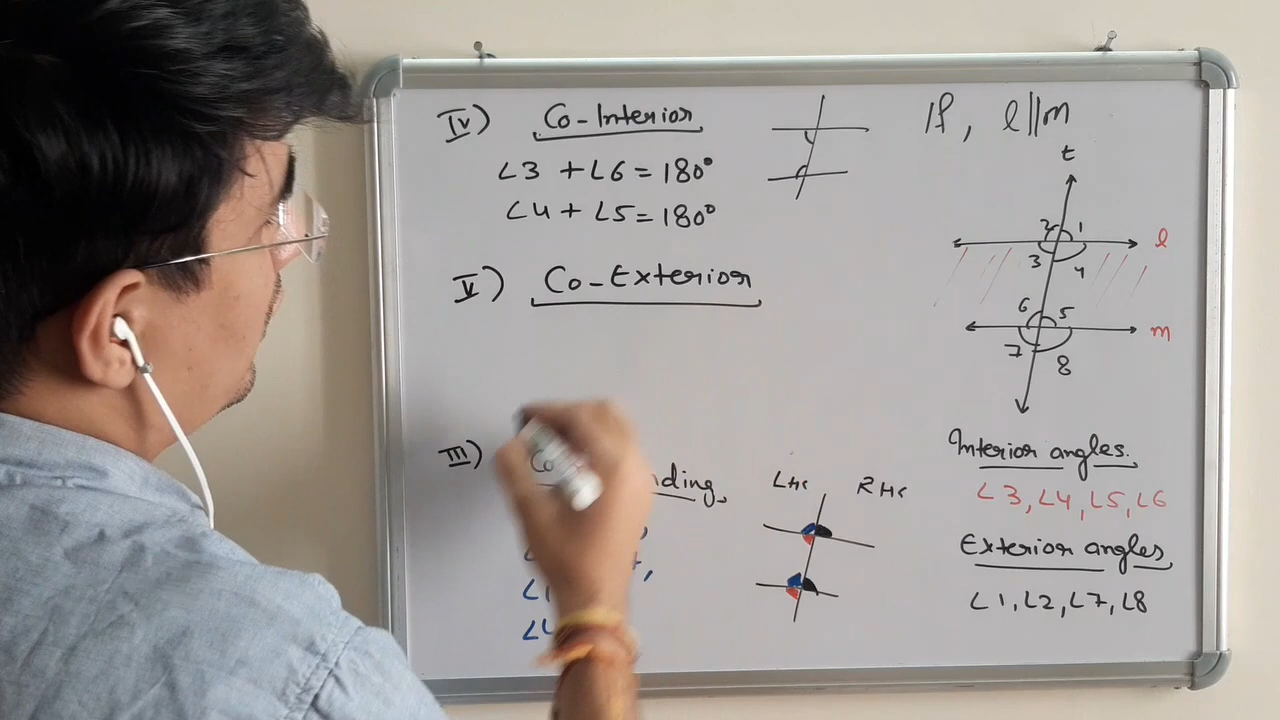 IV) Co-Interior
∠3 + ∠6 = 180°
∠4 + ∠5 = 180°
V) Co-Exterior
III)
LHS RHS
If, l||m
t
2 1
l
3 4
6 5
m
7 8
Interior angles.
∠3, ∠4, ∠5, ∠6
Exterior angles
∠1, ∠2, ∠7, ∠8